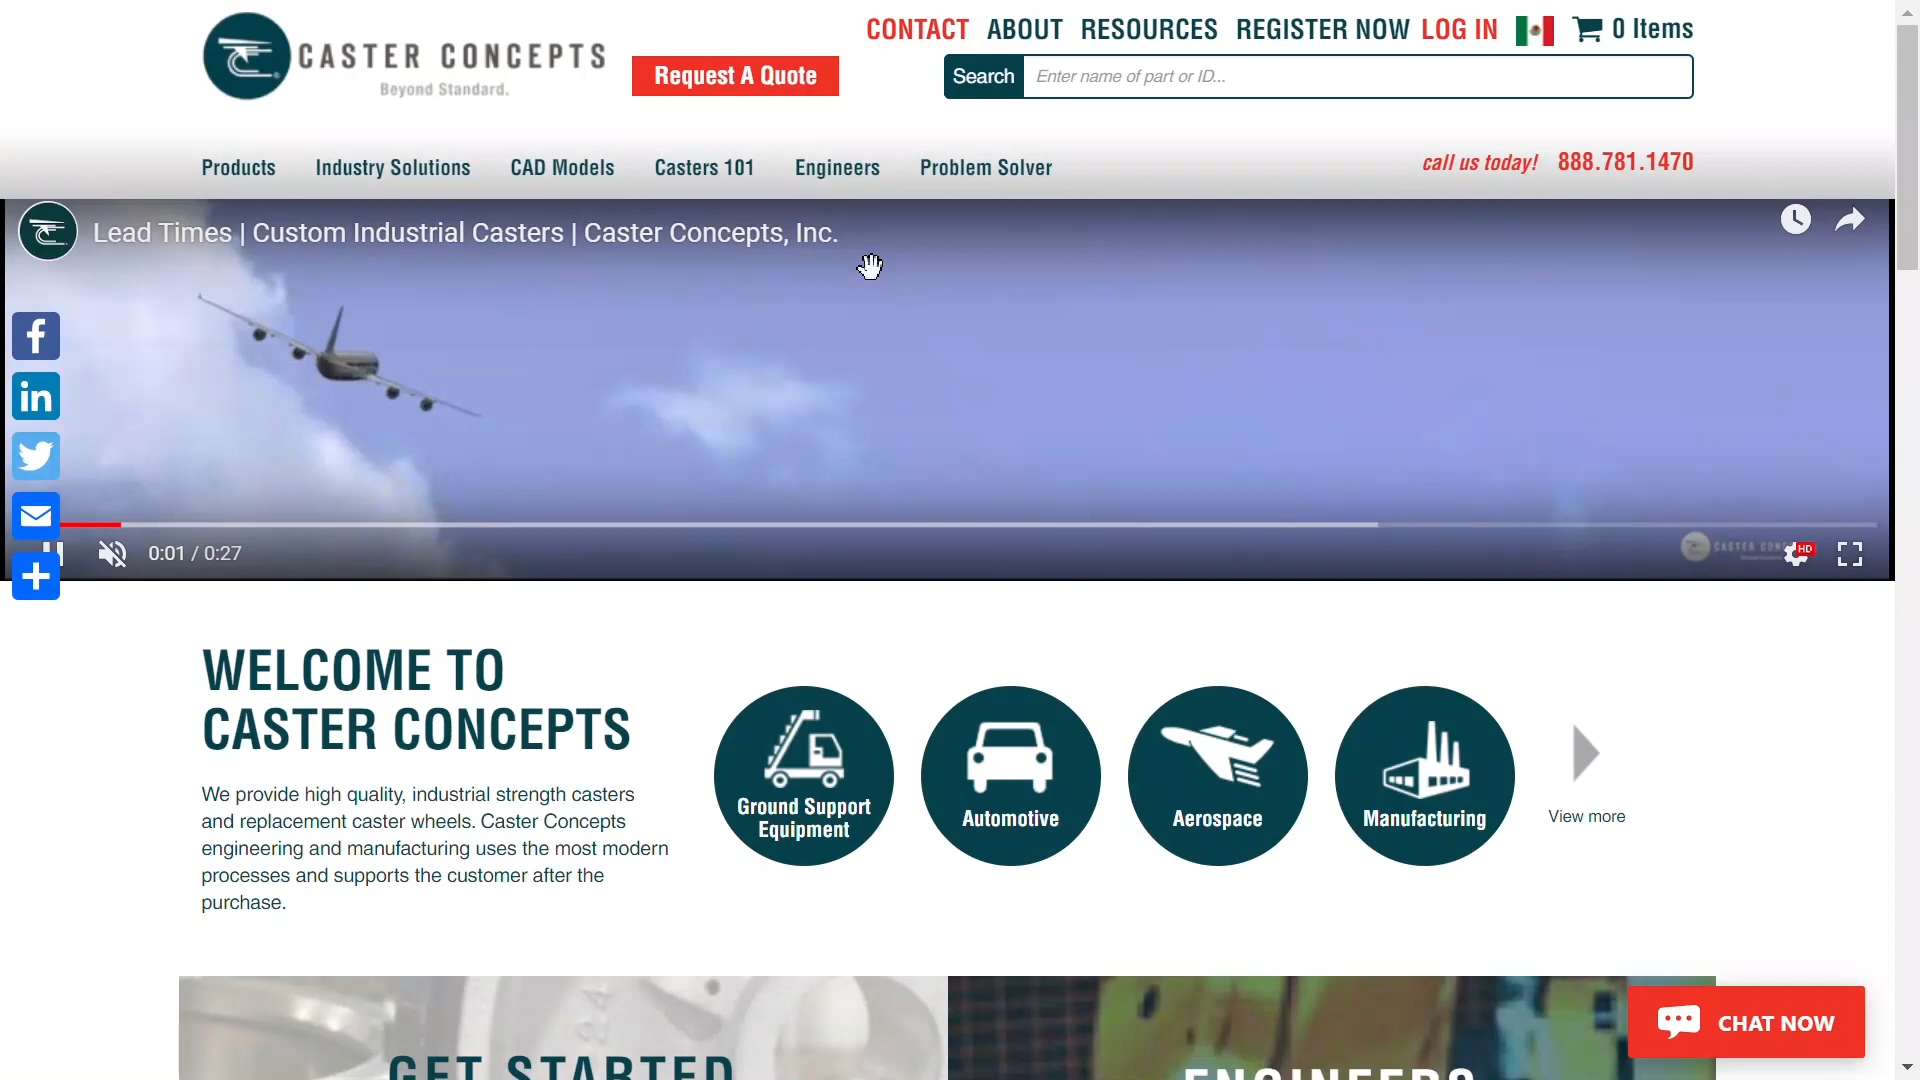 CASTER CONCEPTS
Beyond Standard.
Request A Quote
CONTACT ABOUT RESOURCES REGISTER NOW LOG IN 0 Items
Search Enter name of part or ID...
Products Industry Solutions CAD Models Casters 101 Engineers Problem Solver
call us today! 888.781.1470
Lead Times | Custom Industrial Casters | Caster Concepts, Inc.
0:01 / 0:27
HD
WELCOME TO
CASTER CONCEPTS
We provide high quality, industrial strength casters
and replacement caster wheels. Caster Concepts
engineering and manufacturing uses the most modern
processes and supports the customer after the
purchase.
Ground Support
Equipment
Automotive
Aerospace
Manufacturing
View more
GET STARTED
ENGINEERS
CHAT NOW